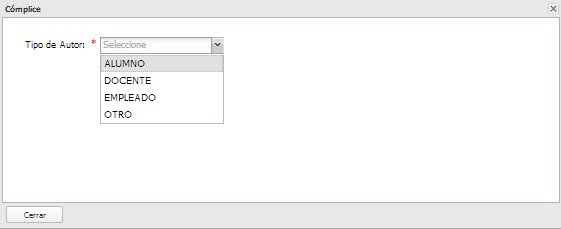 Cómplice
Tipo de Autor: * Seleccione
ALUMNO
DOCENTE
EMPLEADO
OTRO
Cerrar